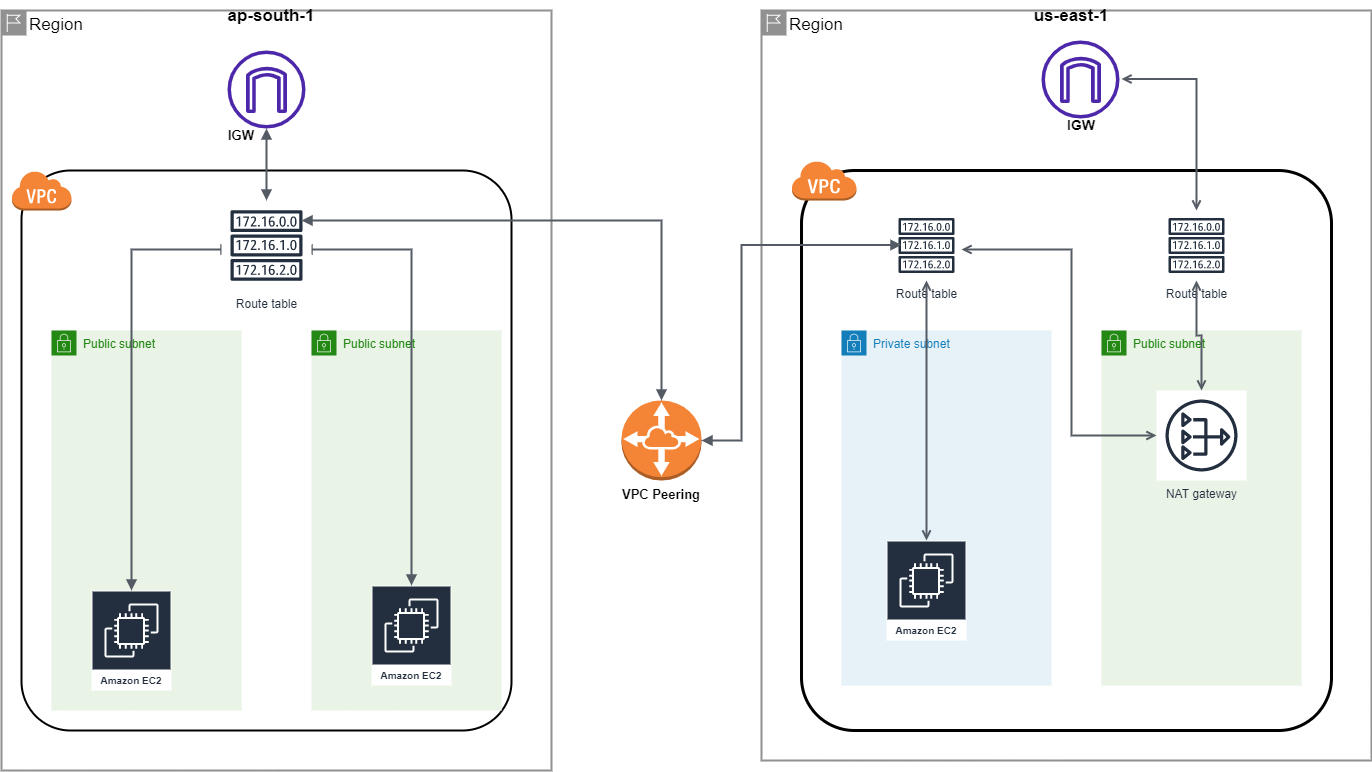 ap-south-1
Region
IGW
VPC
172.16.0.0
172.16.1.0
172.16.2.0
Route table
Public subnet
Public subnet
Amazon EC2
Amazon EC2
VPC Peering
us-east-1
Region
IGW
VPC
172.16.0.0
172.16.1.0
172.16.2.0
Route table
172.16.0.0
172.16.1.0
172.16.2.0
Route table
Private subnet
Public subnet
NAT gateway
Amazon EC2